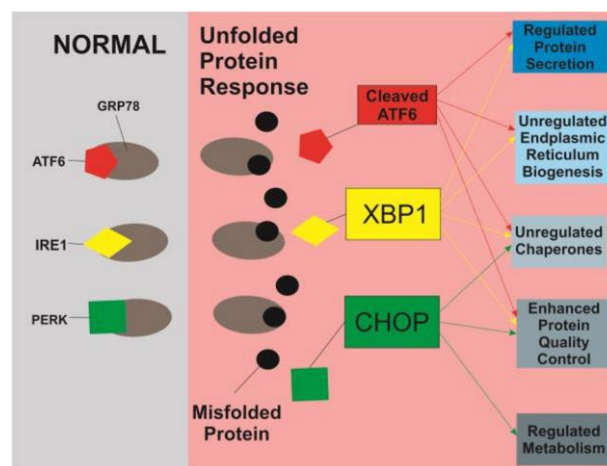 NORMAL
GRP78
ATF6
IRE1
PERK
Unfolded
Protein
Response
Cleaved
ATF6
XBP1
CHOP
Misfolded
Protein
Regulated
Protein
Secretion
Unregulated
Endplasmic
Reticulum
Biogenesis
Unregulated
Chaperones
Enhanced
Protein
Quality
Control
Regulated
Metabolism